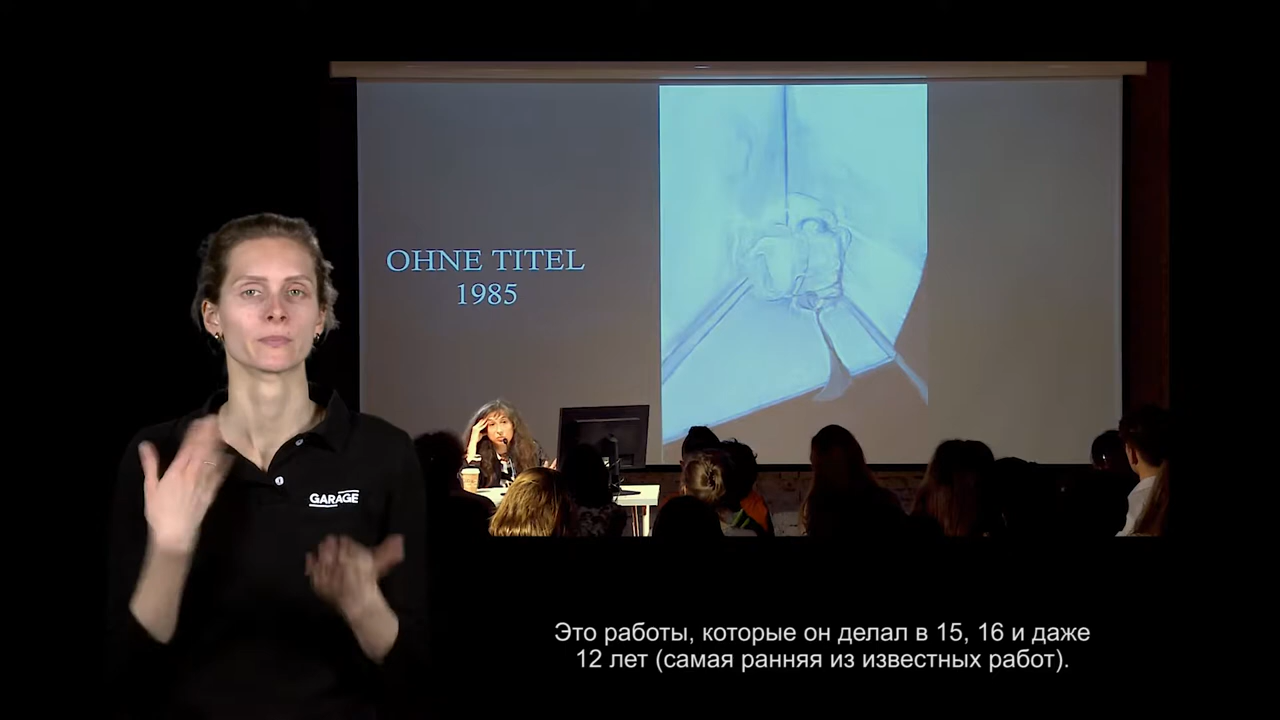 OHNE TITEL
1985
GARAGE
Это работы, которые он делал в 15, 16 и даже
12 лет (самая ранняя из известных работ).